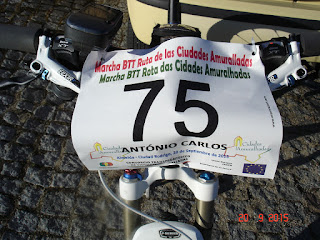 Marcha BTT Ruta de las Ciudades Amuralladas
Marcha BTT Rota das Cidades Amuralhadas
75
ANTÓNIO CARLOS
30 9 2015